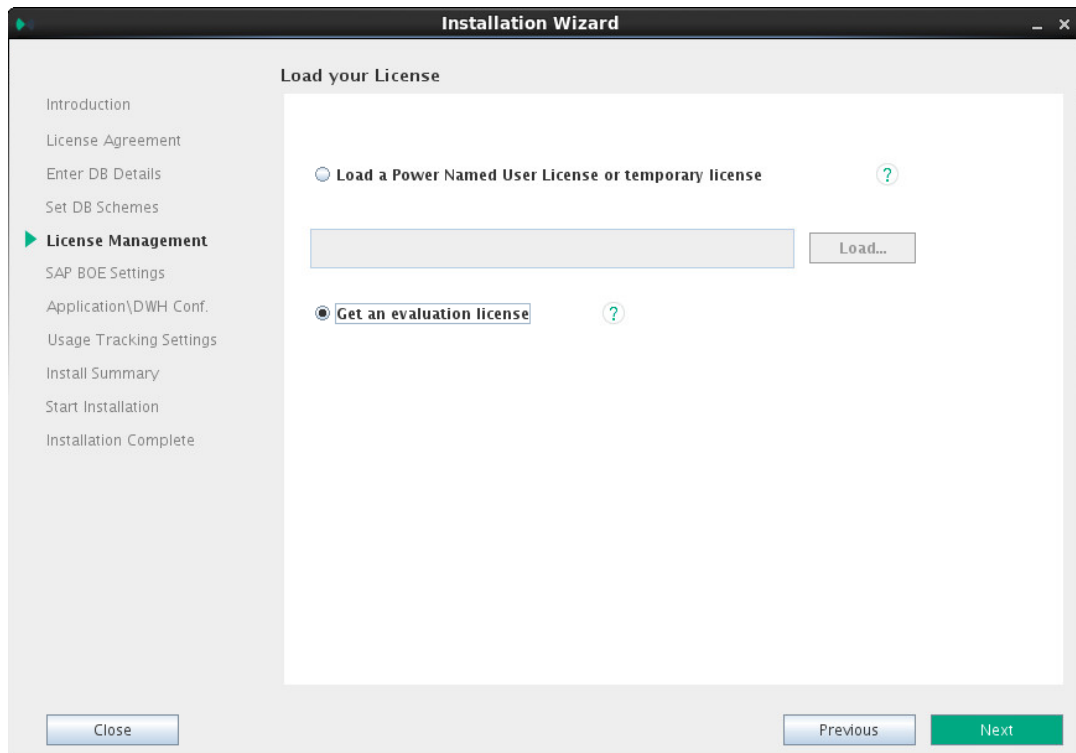 Installation Wizard
Load your License
Introduction
License Agreement
Enter DB Details
Set DB Schemes
License Management
SAP BOE Settings
Application\DWH Conf.
Usage Tracking Settings
Install Summary
Start Installation
Installation Complete
Load a Power Named User License or temporary license ?
Load...
Get an evaluation license ?
Close
Previous
Next